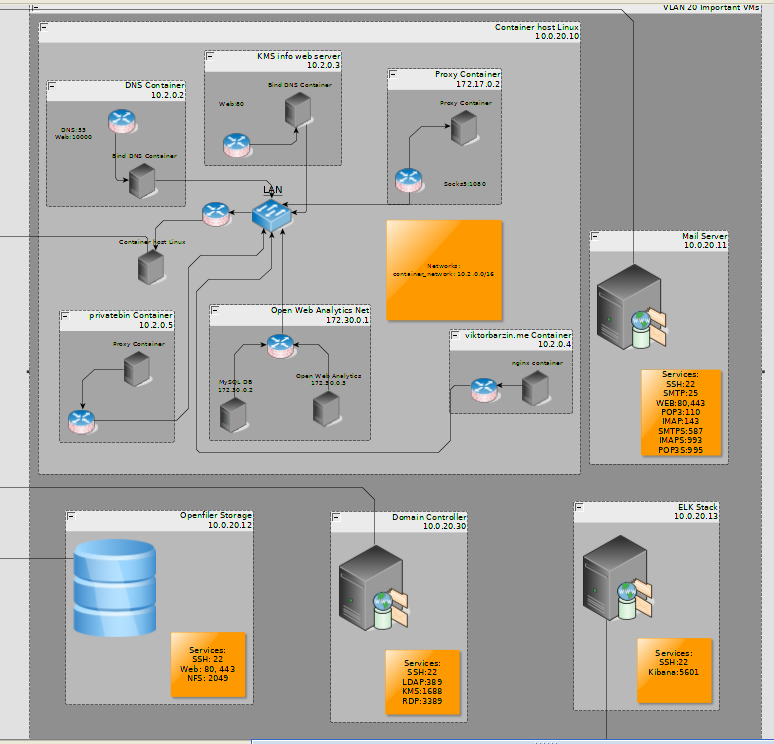 VLAN 20 Important VMs
Container host Linux
10.0.20.10
KMS info web server
10.2.0.3
Bind DNS Container
Web:80
DNS Container
10.2.0.2
DNS:53
Web:10000
Bind DNS Container
Proxy Container
172.17.0.2
Proxy Container
Socks5:1080
LAN
Container host Linux
Networks:
container_network: 10.2.0.0/16
Mail Server
10.0.20.11
Services:
SSH:22
SMTP:25
WEB:80,443
POP3:110
IMAP:143
SMTPS:587
IMAPS:993
POP3S:995
privatebin Container
10.2.0.5
Proxy Container
Open Web Analytics Net
172.30.0.1
MySQL DB
172.30.0.2
Open Web Analytics
172.30.0.3
viktorbarzin.me Container
10.2.0.4
nginx container
Openfiler Storage
10.0.20.12
Services:
SSH: 22
Web: 80, 443
NFS: 2049
Domain Controller
10.0.20.30
Services:
SSH:22
LDAP:389
KMS:1688
RDP:3389
ELK Stack
10.0.20.13
Services:
SSH:22
Kibana:5601